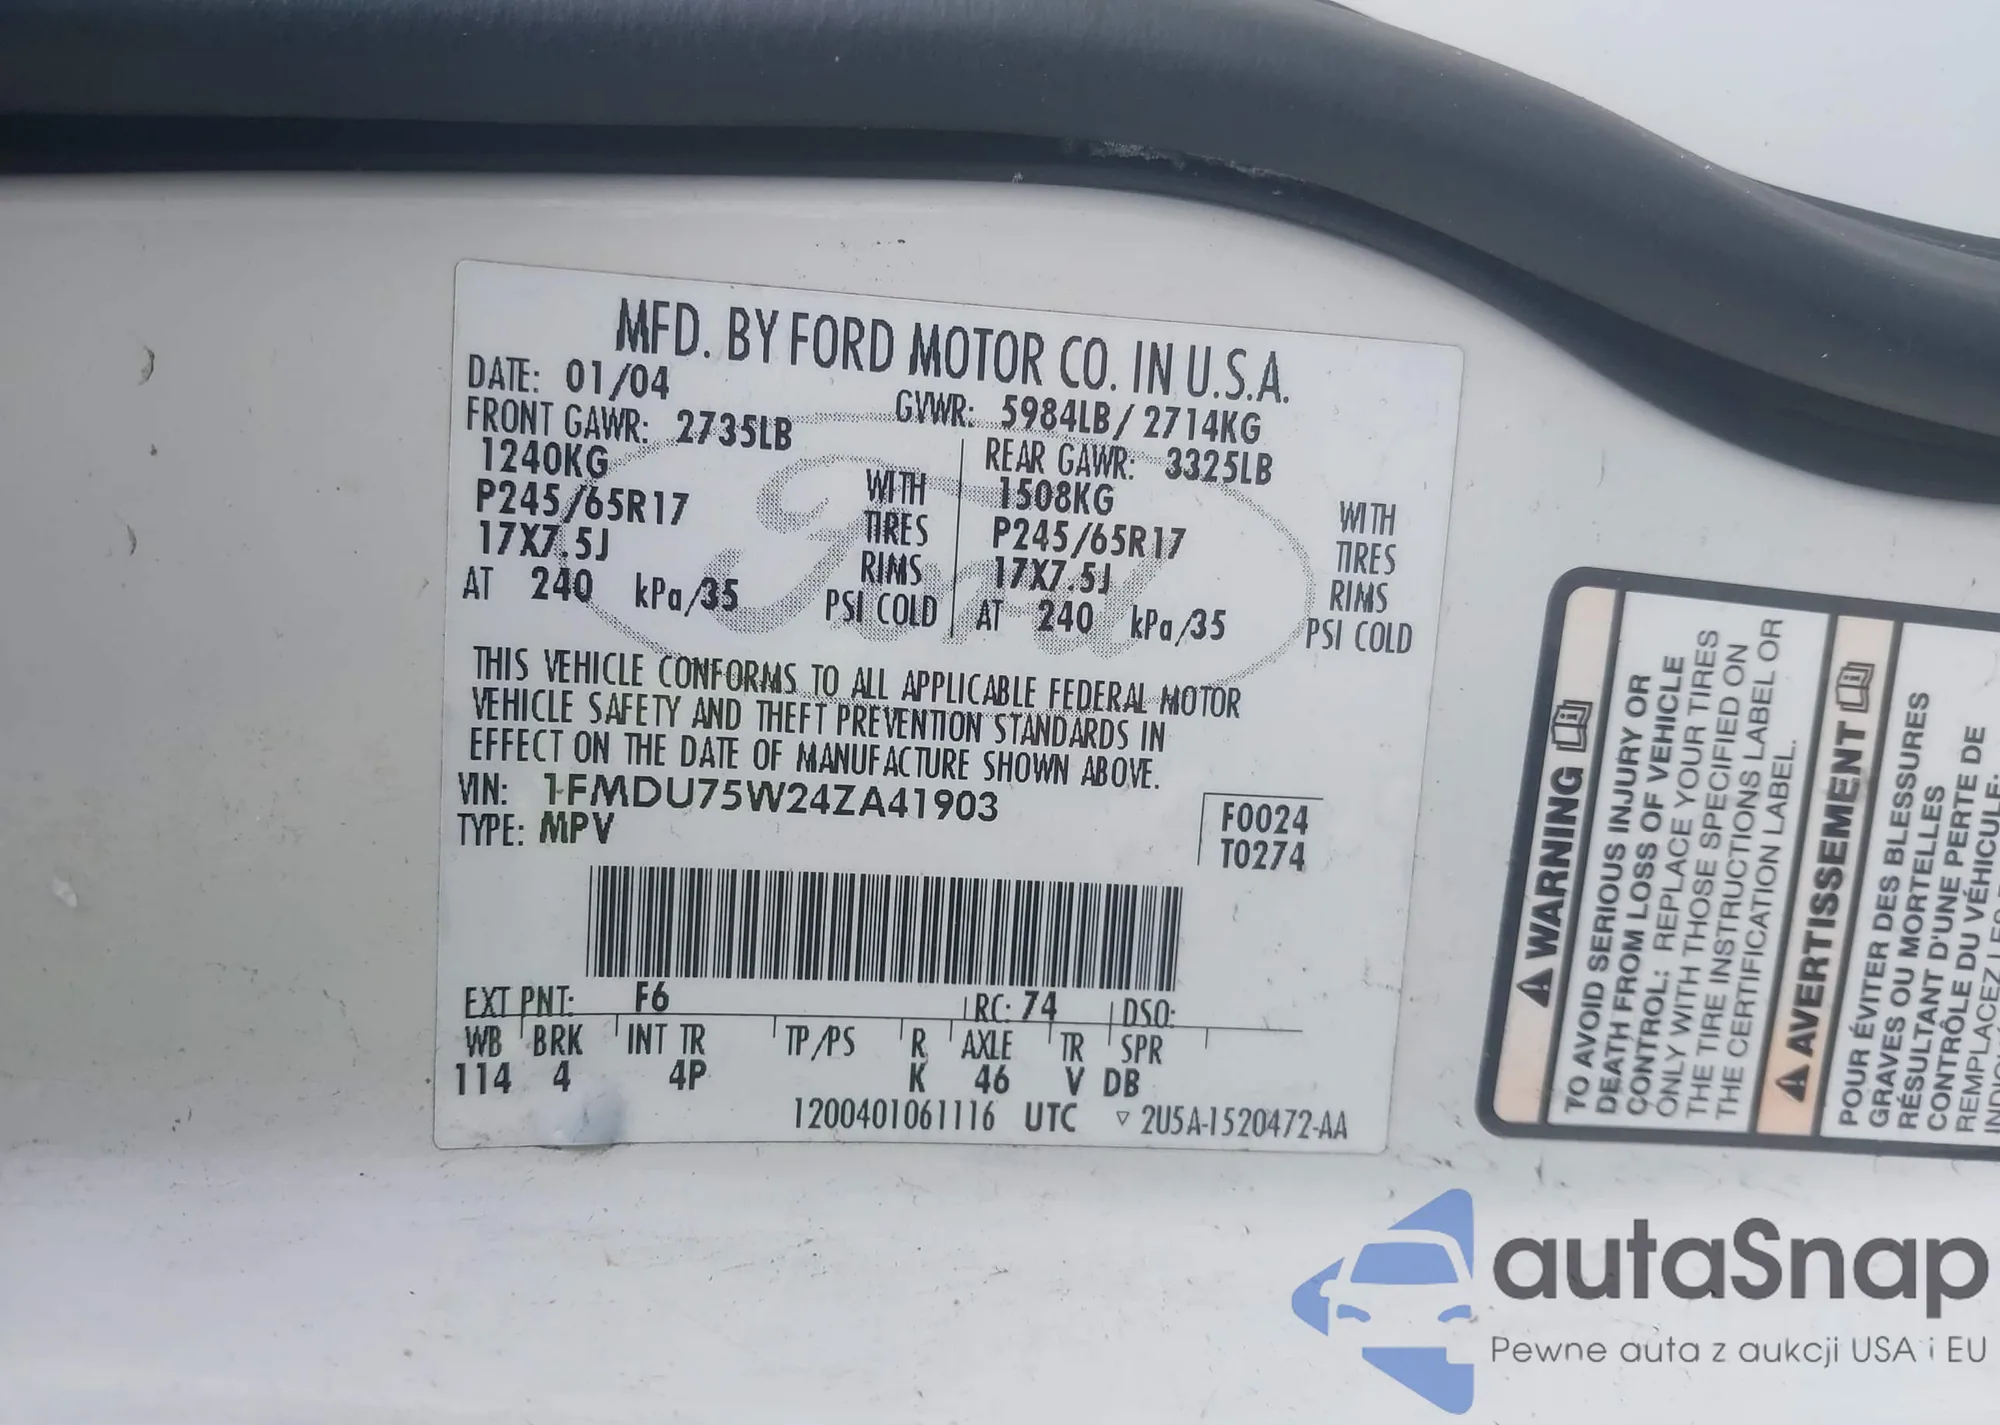 MFD. BY FORD MOTOR CO. IN U.S.A.
DATE: 01/04
GVWR: 5984LB/ 2714KG
FRONT GAWR: 2735LB
1240KG
P245/65R17
17X7.5J
AT 240 kPa/35
WITH
TIRES
RIMS
PSI COLD
REAR GAWR: 3325LB
1508KG
P245/65R17
17X7.5J
AT 240 kPa/35
WITH
TIRES
RIMS
PSI COLD
Ford
THIS VEHICLE CONFORMS TO ALL APPLICABLE FEDERAL MOTOR
VEHICLE SAFETY AND THEFT PREVENTION STANDARDS IN
EFFECT ON THE DATE OF MANUFACTURE SHOWN ABOVE.
VIN: 1FMDU75W24ZA41903
TYPE: MPV
F0024
T0274
EXT PNT: F6 RC: 74 DSO:
WB BRK INT TR TP/PS R AXLE TR SPR
114 4 4P K 46 V DB
1200401061116 UTC ▿ 2U5A-1520472-AA
WARNING
TO AVOID SERIOUS INJURY OR
DEATH FROM LOSS OF VEHICLE
CONTROL: REPLACE YOUR TIRES
ONLY WITH THOSE SPECIFIED ON
THE TIRE INSTRUCTIONS LABEL OR
THE CERTIFICATION LABEL.
AVERTISSEMENT
POUR ÉVITER DES BLESSURES
GRAVES OU MORTELLES
RÉSULTANT D'UNE PERTE DE
CONTRÔLE DU VÉHICULE:
REMPLACEZ LES
autaSnap
Pewne auta z aukcji USA i EU